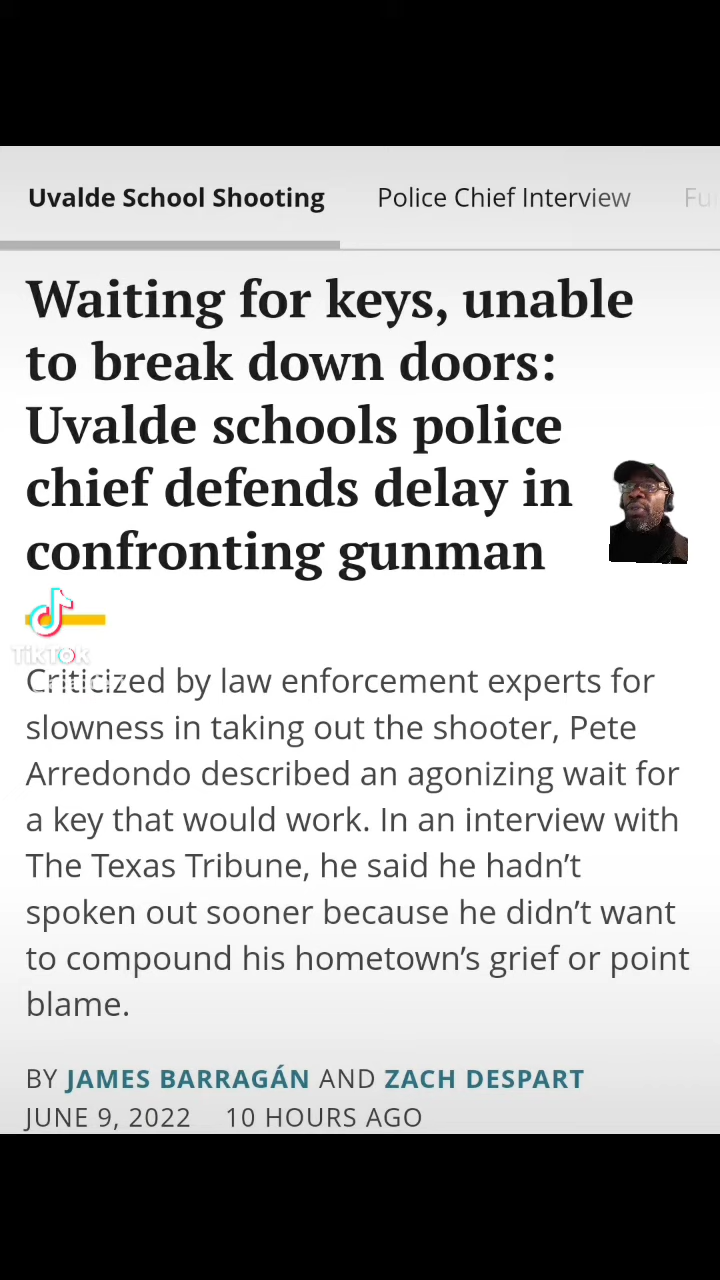 Uvalde School Shooting Police Chief Interview Fu
Waiting for keys, unable
to break down doors:
Uvalde schools police
chief defends delay in
confronting gunman
TikTok
Criticized by law enforcement experts for
slowness in taking out the shooter, Pete
Arredondo described an agonizing wait for
a key that would work. In an interview with
The Texas Tribune, he said he hadn’t
spoken out sooner because he didn’t want
to compound his hometown’s grief or point
blame.
BY JAMES BARRAGÁN AND ZACH DESPART
JUNE 9, 2022 10 HOURS AGO